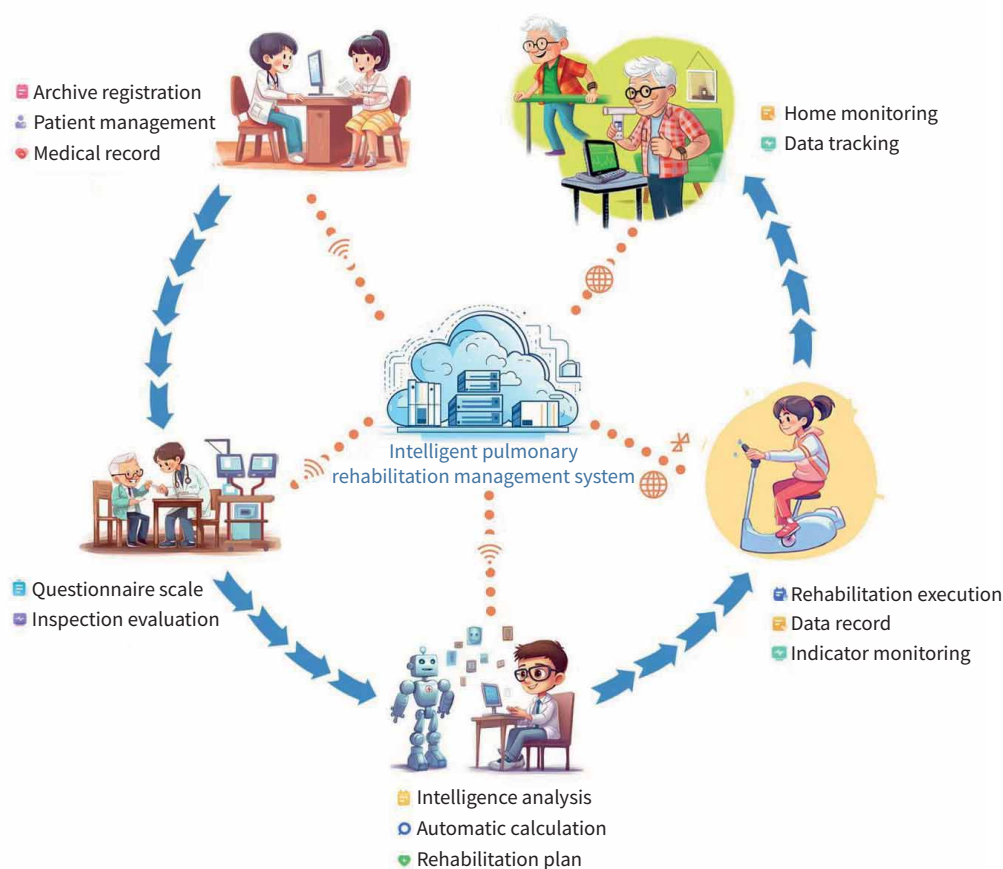 Archive registration
Patient management
Medical record
Home monitoring
Data tracking
Intelligent pulmonary
rehabilitation management system
Questionnaire scale
Inspection evaluation
Rehabilitation execution
Data record
Indicator monitoring
Intelligence analysis
Automatic calculation
Rehabilitation plan